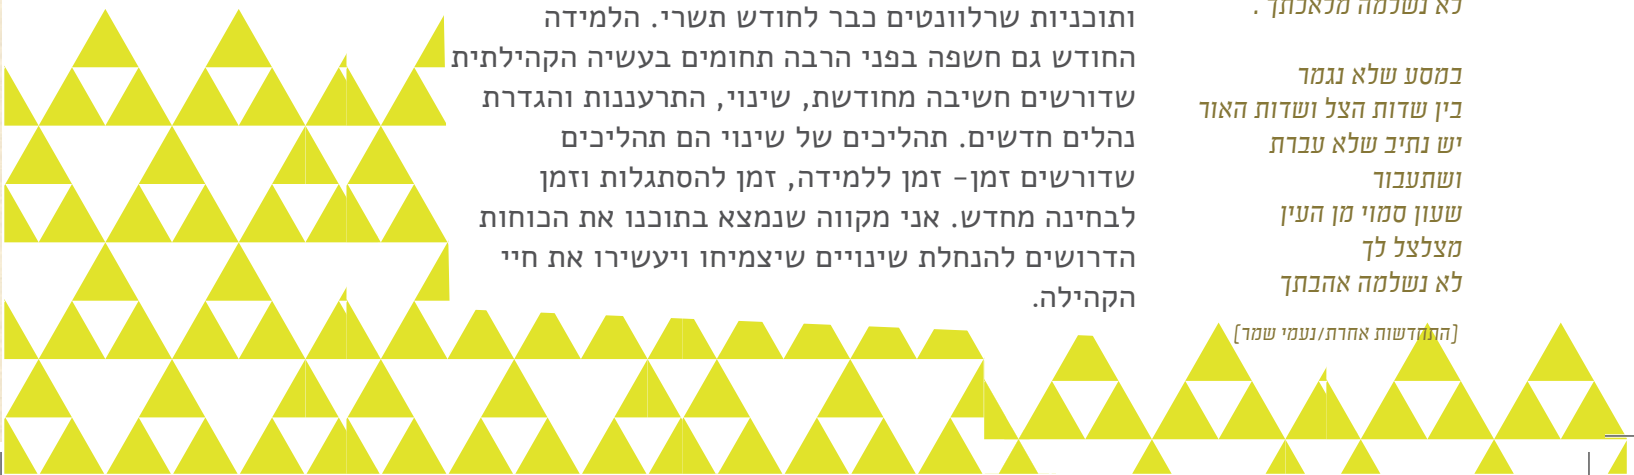 לא נשלמה מלאכתך .
במסע שלא נגמר
בין שדות הצל ושדות האור
יש נתיב שלא עברת
ושתעבור
שעון סמוי מן העין
מצלצל לך
לא נשלמה אהבתך
[התחדשות אחרת/נעמי שמר]
ותוכניות שרלוונטים כבר לחודש תשרי. הלמידה
החודש גם חשפה בפני הרבה תחומים בעשיה הקהילתית
שדורשים חשיבה מחודשת, שינוי, התרעננות והגדרת
נהלים חדשים. תהליכים של שינוי הם תהליכים
שדורשים זמן- זמן ללמידה, זמן להסתגלות וזמן
לבחינה מחדש. אני מקווה שנמצא בתוכנו את הכוחות
הדרושים להנחלת שינויים שיצמיחו ויעשירו את חיי
הקהילה.